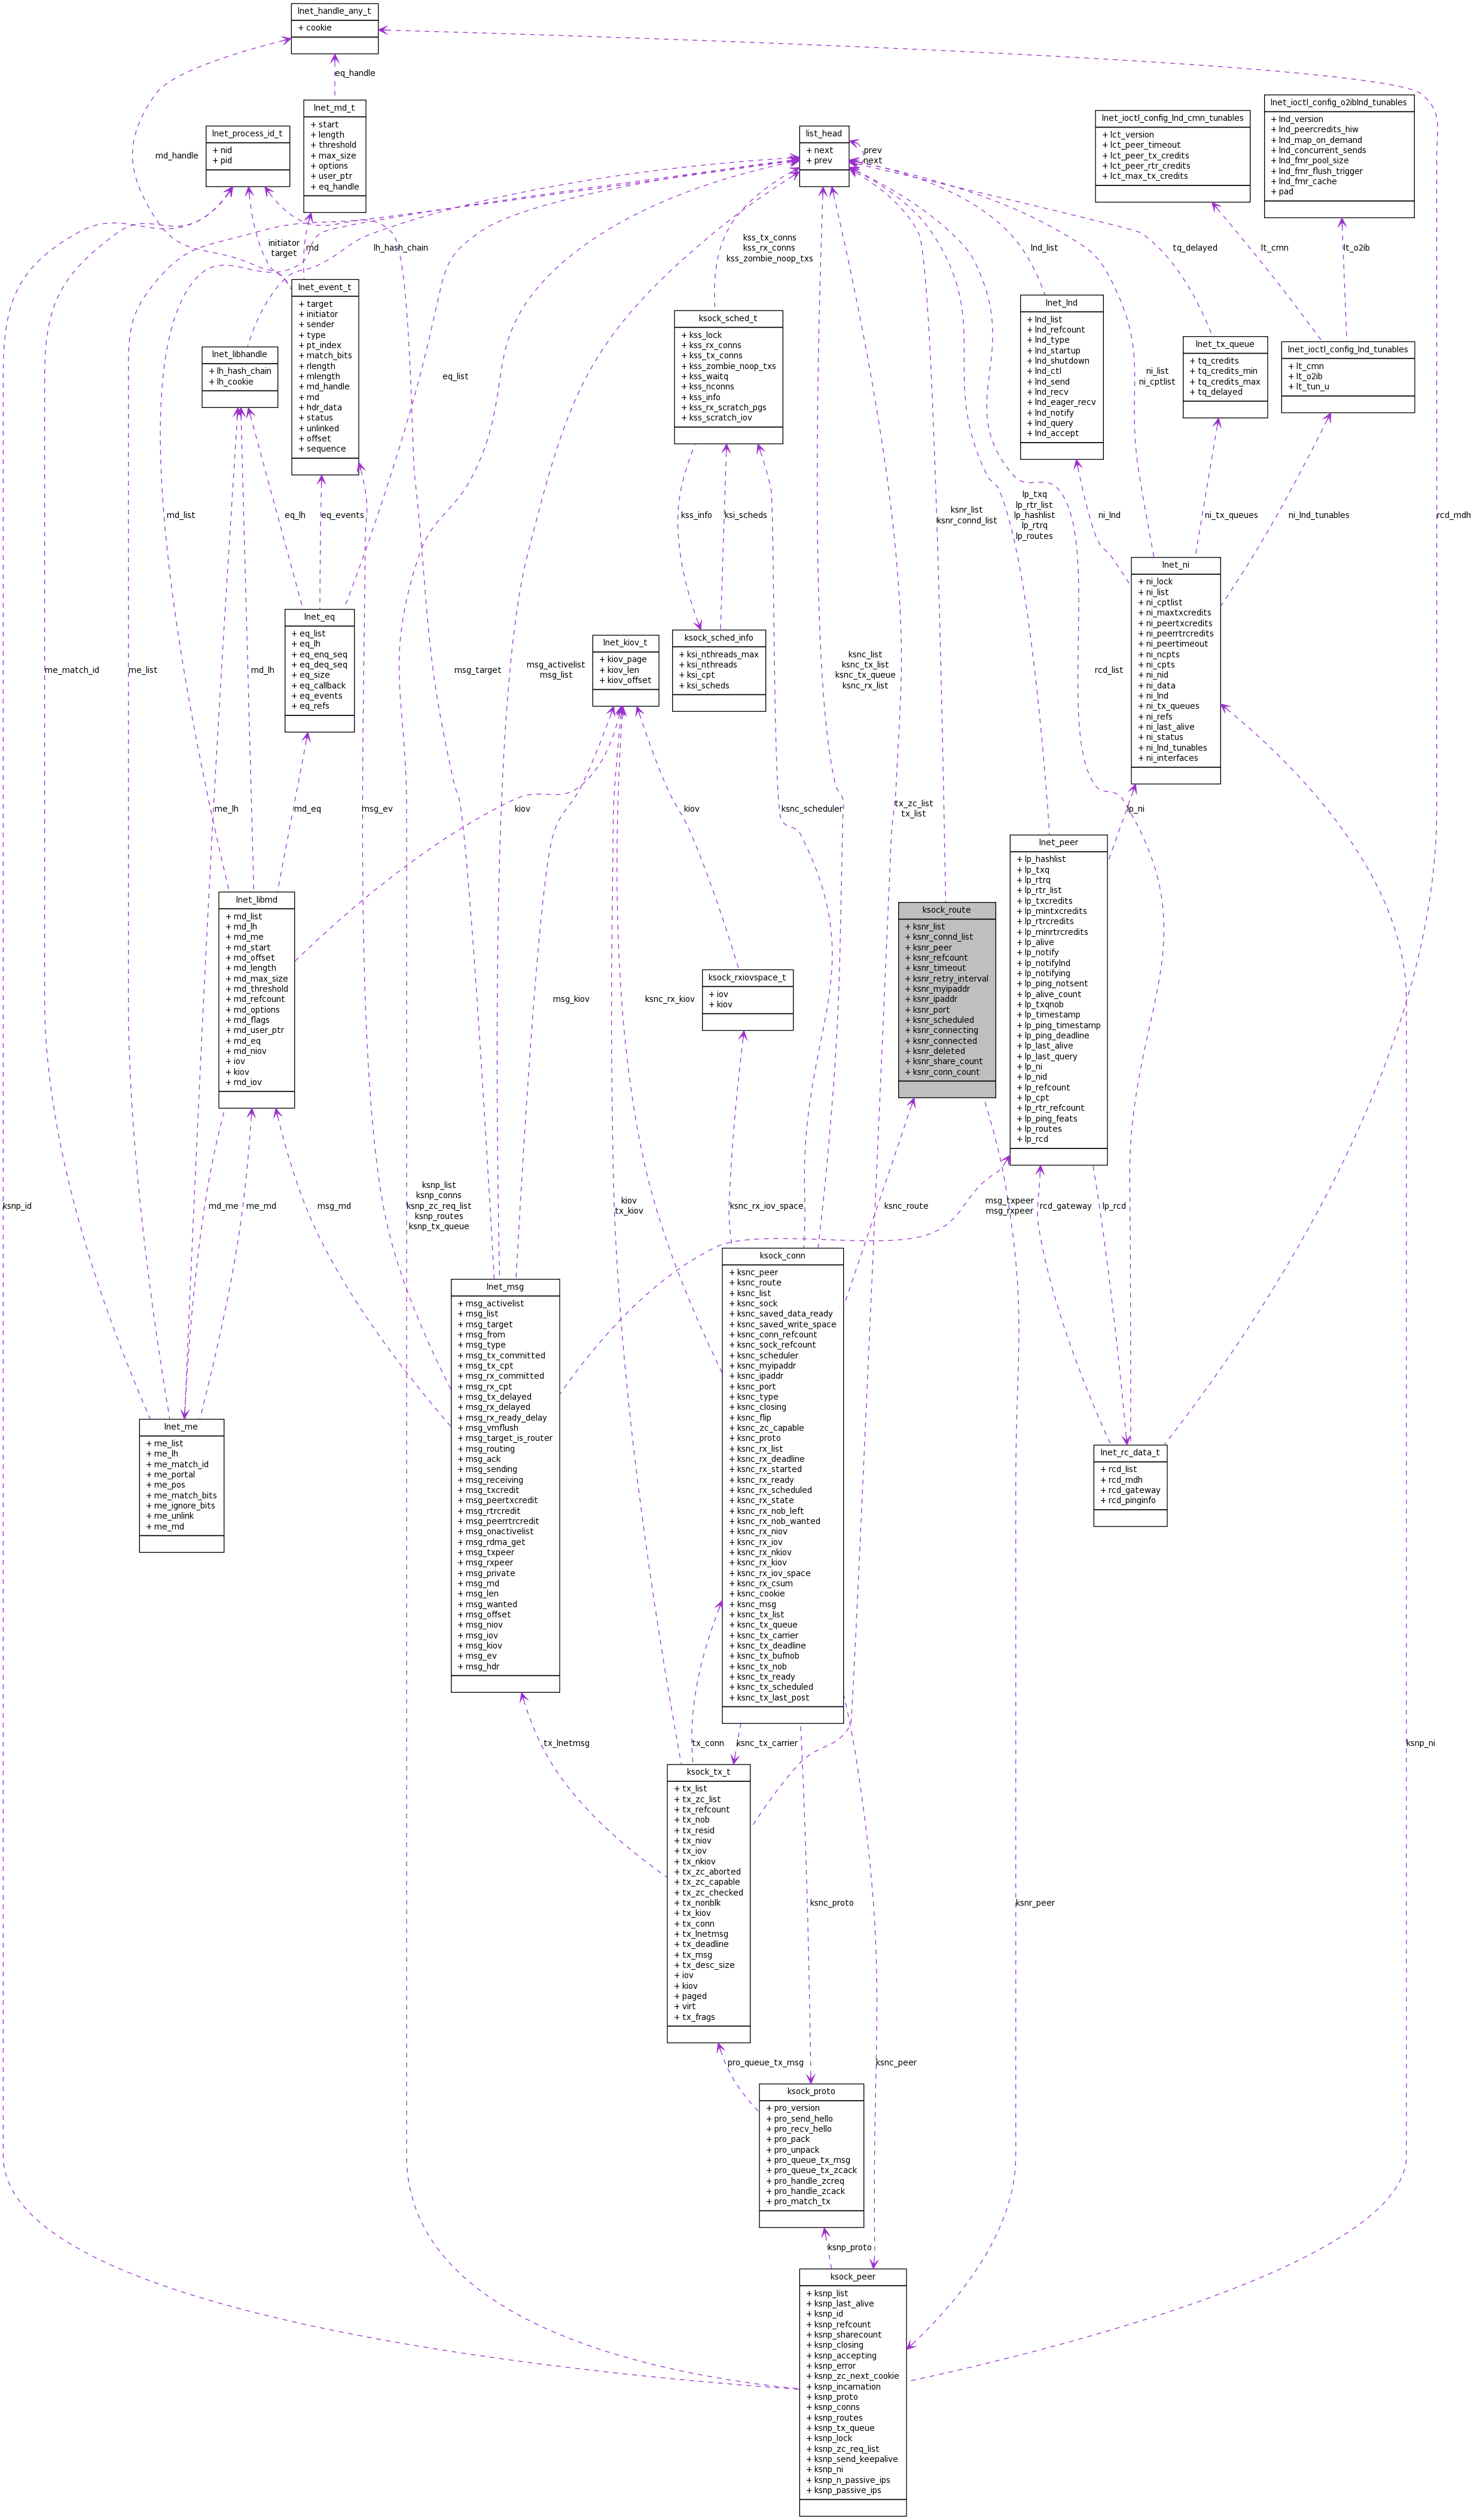 lnet_handle_any_t
+ cookie
eq_handle
lnet_md_t
+ start
+ length
+ threshold
+ max_size
+ options
+ user_ptr
+ eq_handle
lnet_process_id_t
+ nid
+ pid
md_handle
list_head
+ next
+ prev
prev
next
lnet_ioctl_config_lnd_cmn_tunables
+ lct_version
+ lct_peer_timeout
+ lct_peer_tx_credits
+ lct_peer_rtr_credits
+ lct_max_tx_credits
lnet_ioctl_config_o2iblnd_tunables
+ lnd_version
+ lnd_peercredits_hiw
+ lnd_map_on_demand
+ lnd_concurrent_sends
+ lnd_fmr_pool_size
+ lnd_fmr_flush_trigger
+ lnd_fmr_cache
+ pad
initiator
target
md
lh_hash_chain
kss_tx_conns
kss_rx_conns
kss_zombie_noop_txs
lnd_list
tq_delayed
lt_cmn
lt_o2ib
lnet_event_t
+ target
+ initiator
+ sender
+ type
+ pt_index
+ match_bits
+ rlength
+ mlength
+ md_handle
+ md
+ hdr_data
+ status
+ unlinked
+ offset
+ sequence
lnet_libhandle
+ lh_hash_chain
+ lh_cookie
eq_list
ksock_sched_t
+ kss_lock
+ kss_rx_conns
+ kss_tx_conns
+ kss_zombie_noop_txs
+ kss_waitq
+ kss_nconns
+ kss_info
+ kss_rx_scratch_pgs
+ kss_scratch_iov
lnet_lnd
+ lnd_list
+ lnd_refcount
+ lnd_type
+ lnd_startup
+ lnd_shutdown
+ lnd_ctl
+ lnd_send
+ lnd_recv
+ lnd_eager_recv
+ lnd_notify
+ lnd_query
+ lnd_accept
ni_list
ni_cptlist
lnet_tx_queue
+ tq_credits
+ tq_credits_min
+ tq_credits_max
+ tq_delayed
lnet_ioctl_config_lnd_tunables
+ lt_cmn
+ lt_o2ib
+ lt_tun_u
md_list
eq_lh
eq_events
kss_info
ksi_scheds
ksnr_list
ksnr_connd_list
lp_txq
lp_rtr_list
lp_hashlist
lp_rtrq
lp_routes
ni_lnd
ni_tx_queues
ni_lnd_tunables
rcd_mdh
lnet_ni
+ ni_lock
+ ni_list
+ ni_cptlist
+ ni_maxtxcredits
+ ni_peertxcredits
+ ni_peerrtrcredits
+ ni_peertimeout
+ ni_ncpts
+ ni_cpts
+ ni_nid
+ ni_data
+ ni_lnd
+ ni_tx_queues
+ ni_refs
+ ni_last_alive
+ ni_status
+ ni_lnd_tunables
+ ni_interfaces
lnet_eq
+ eq_list
+ eq_lh
+ eq_enq_seq
+ eq_deq_seq
+ eq_size
+ eq_callback
+ eq_events
+ eq_refs
lnet_kiov_t
+ kiov_page
+ kiov_len
+ kiov_offset
ksock_sched_info
+ ksi_nthreads_max
+ ksi_nthreads
+ ksi_cpt
+ ksi_scheds
me_match_id
me_list
md_lh
msg_target
msg_activelist
msg_list
ksnc_list
ksnc_tx_list
ksnc_tx_queue
ksnc_rx_list
rcd_list
me_lh
md_eq
msg_ev
kiov
kiov
ksnc_scheduler
tx_zc_list
tx_list
lp_ni
lnet_libmd
+ md_list
+ md_lh
+ md_me
+ md_start
+ md_offset
+ md_length
+ md_max_size
+ md_threshold
+ md_refcount
+ md_options
+ md_flags
+ md_user_ptr
+ md_eq
+ md_niov
+ iov
+ kiov
+ md_iov
lnet_peer
+ lp_hashlist
+ lp_txq
+ lp_rtrq
+ lp_rtr_list
+ lp_txcredits
+ lp_mintxcredits
+ lp_rtrcredits
+ lp_minrtrcredits
+ lp_alive
+ lp_notify
+ lp_notifylnd
+ lp_notifying
+ lp_ping_notsent
+ lp_alive_count
+ lp_txqnob
+ lp_timestamp
+ lp_ping_timestamp
+ lp_ping_deadline
+ lp_last_alive
+ lp_last_query
+ lp_ni
+ lp_nid
+ lp_refcount
+ lp_cpt
+ lp_rtr_refcount
+ lp_ping_feats
+ lp_routes
+ lp_rcd
ksock_route
+ ksnr_list
+ ksnr_connd_list
+ ksnr_peer
+ ksnr_refcount
+ ksnr_timeout
+ ksnr_retry_interval
+ ksnr_myipaddr
+ ksnr_ipaddr
+ ksnr_port
+ ksnr_scheduled
+ ksnr_connecting
+ ksnr_connected
+ ksnr_deleted
+ ksnr_share_count
+ ksnr_conn_count
msg_kiov
ksnc_rx_kiov
ksock_rxiovspace_t
+ iov
+ kiov
ksnp_id
md_me
me_md
msg_md
ksnp_list
ksnp_conns
ksnp_zc_req_list
ksnp_routes
ksnp_tx_queue
kiov
tx_kiov
ksnc_rx_iov_space
ksnc_route
msg_txpeer
msg_rxpeer
rcd_gateway
lp_rcd
lnet_msg
+ msg_activelist
+ msg_list
+ msg_target
+ msg_from
+ msg_type
+ msg_tx_committed
+ msg_tx_cpt
+ msg_rx_committed
+ msg_rx_cpt
+ msg_tx_delayed
+ msg_rx_delayed
+ msg_rx_ready_delay
+ msg_vmflush
+ msg_target_is_router
+ msg_routing
+ msg_ack
+ msg_sending
+ msg_receiving
+ msg_txcredit
+ msg_peertxcredit
+ msg_rtrcredit
+ msg_peerrtrcredit
+ msg_onactivelist
+ msg_rdma_get
+ msg_txpeer
+ msg_rxpeer
+ msg_private
+ msg_md
+ msg_len
+ msg_wanted
+ msg_offset
+ msg_niov
+ msg_iov
+ msg_kiov
+ msg_ev
+ msg_hdr
ksock_conn
+ ksnc_peer
+ ksnc_route
+ ksnc_list
+ ksnc_sock
+ ksnc_saved_data_ready
+ ksnc_saved_write_space
+ ksnc_conn_refcount
+ ksnc_sock_refcount
+ ksnc_scheduler
+ ksnc_myipaddr
+ ksnc_ipaddr
+ ksnc_port
+ ksnc_type
+ ksnc_closing
+ ksnc_flip
+ ksnc_zc_capable
+ ksnc_proto
+ ksnc_rx_list
+ ksnc_rx_deadline
+ ksnc_rx_started
+ ksnc_rx_ready
+ ksnc_rx_scheduled
+ ksnc_rx_state
+ ksnc_rx_nob_left
+ ksnc_rx_nob_wanted
+ ksnc_rx_niov
+ ksnc_rx_iov
+ ksnc_rx_nkiov
+ ksnc_rx_kiov
+ ksnc_rx_iov_space
+ ksnc_rx_csum
+ ksnc_cookie
+ ksnc_msg
+ ksnc_tx_list
+ ksnc_tx_queue
+ ksnc_tx_carrier
+ ksnc_tx_deadline
+ ksnc_tx_bufnob
+ ksnc_tx_nob
+ ksnc_tx_ready
+ ksnc_tx_scheduled
+ ksnc_tx_last_post
lnet_me
+ me_list
+ me_lh
+ me_match_id
+ me_portal
+ me_pos
+ me_match_bits
+ me_ignore_bits
+ me_unlink
+ me_md
lnet_rc_data_t
+ rcd_list
+ rcd_mdh
+ rcd_gateway
+ rcd_pinginfo
tx_lnetmsg
tx_conn
ksnc_tx_carrier
ksnp_ni
ksock_tx_t
+ tx_list
+ tx_zc_list
+ tx_refcount
+ tx_nob
+ tx_resid
+ tx_niov
+ tx_iov
+ tx_nkiov
+ tx_zc_aborted
+ tx_zc_capable
+ tx_zc_checked
+ tx_nonblk
+ tx_kiov
+ tx_conn
+ tx_lnetmsg
+ tx_deadline
+ tx_msg
+ tx_desc_size
+ iov
+ kiov
+ paged
+ virt
+ tx_frags
ksnc_proto
ksnr_peer
pro_queue_tx_msg
ksnc_peer
ksock_proto
+ pro_version
+ pro_send_hello
+ pro_recv_hello
+ pro_pack
+ pro_unpack
+ pro_queue_tx_msg
+ pro_queue_tx_zcack
+ pro_handle_zcreq
+ pro_handle_zcack
+ pro_match_tx
ksnp_proto
ksock_peer
+ ksnp_list
+ ksnp_last_alive
+ ksnp_id
+ ksnp_refcount
+ ksnp_sharecount
+ ksnp_closing
+ ksnp_accepting
+ ksnp_error
+ ksnp_zc_next_cookie
+ ksnp_incarnation
+ ksnp_proto
+ ksnp_conns
+ ksnp_routes
+ ksnp_tx_queue
+ ksnp_lock
+ ksnp_zc_req_list
+ ksnp_send_keepalive
+ ksnp_ni
+ ksnp_n_passive_ips
+ ksnp_passive_ips